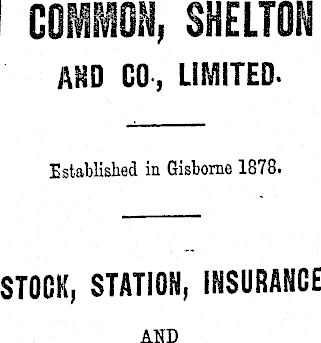 COMMON, SHELTON
AND CO., LIMITED.
Established in Gisborne 1878.
STOCK, STATION, INSURANCE
AND